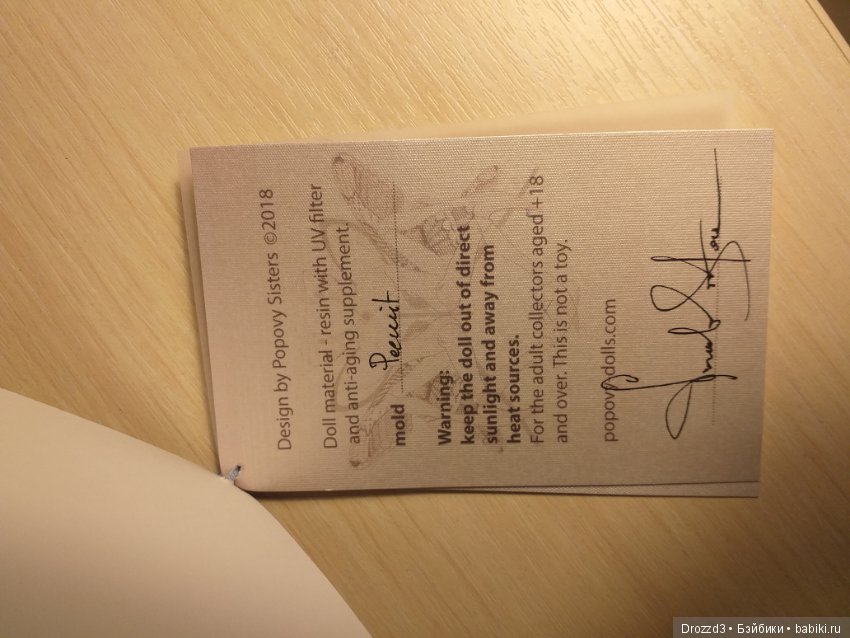 Design by Popovy Sisters ©2018
Doll material - resin with UV filter
and anti-aging supplement.
mold Peewit
Warning:
keep the doll out of direct
sunlight and away from
heat sources.
For the adult collectors aged +18
and over. This is not a toy.
popovydolls.com
Drozzd3 • Бэйбики • babiki.ru